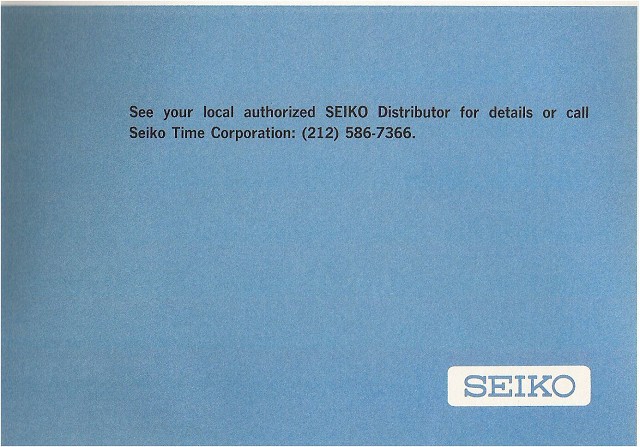 See your local authorized SEIKO Distributor for details or call
Seiko Time Corporation: (212) 586-7366.
SEIKO